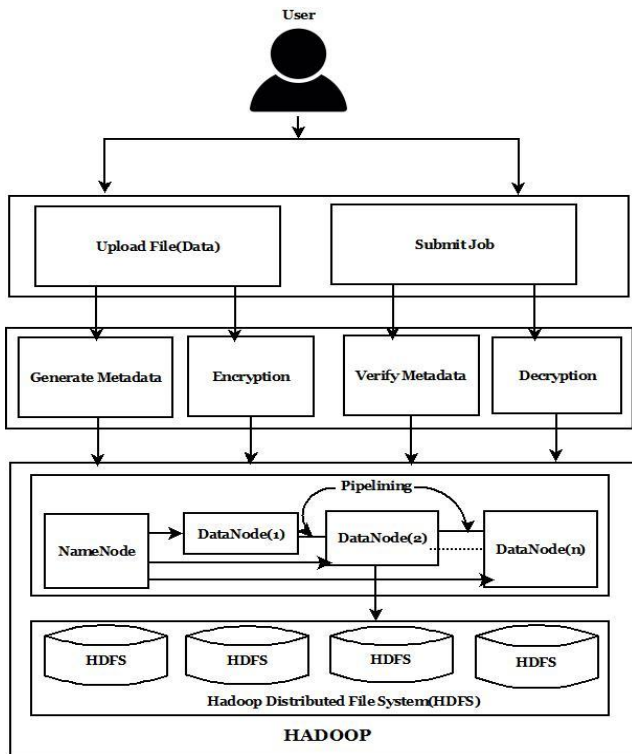 User
Upload File(Data)
Submit Job
Generate Metadata
Encryption
Verify Metadata
Decryption
Pipelining
NameNode
DataNode(1)
DataNode(2)
DataNode(n)
HDFS
HDFS
HDFS
HDFS
Hadoop Distributed File System(HDFS)
HADOOP